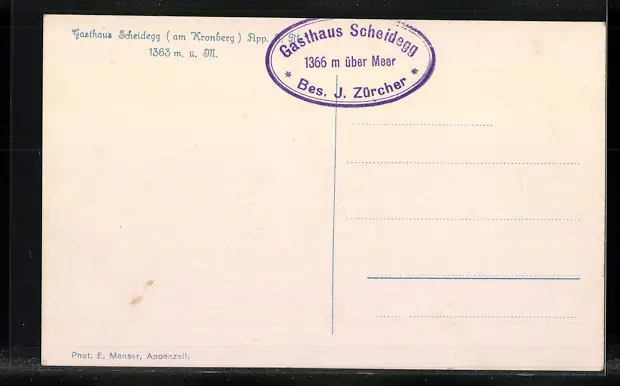 Gasthaus Scheidegg (am Kronberg) App.
1363 m. ü. M.
Gasthaus Scheidegg
1366 m über Meer
* Bes. J. Zürcher *
Phot. E. Manser, Appenzell.